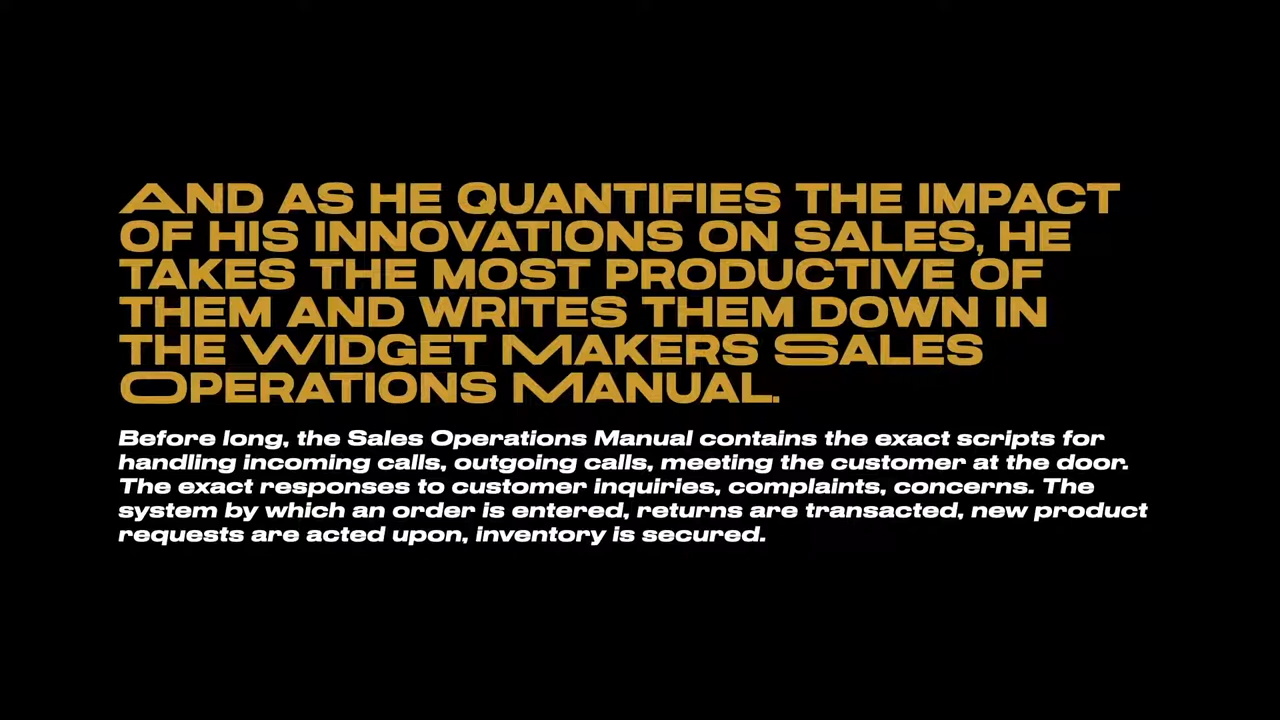 And as he Quantifies the impact
of his innovations on sales, he
takes the most productive of
them and writes them down in
the Widget Makers Sales
Operations Manual.
Before long, the Sales Operations Manual contains the exact scripts for
handling incoming calls, outgoing calls, meeting the customer at the door.
The exact responses to customer inquiries, complaints, concerns. The
system by which an order is entered, returns are transacted, new product
requests are acted upon, inventory is secured.